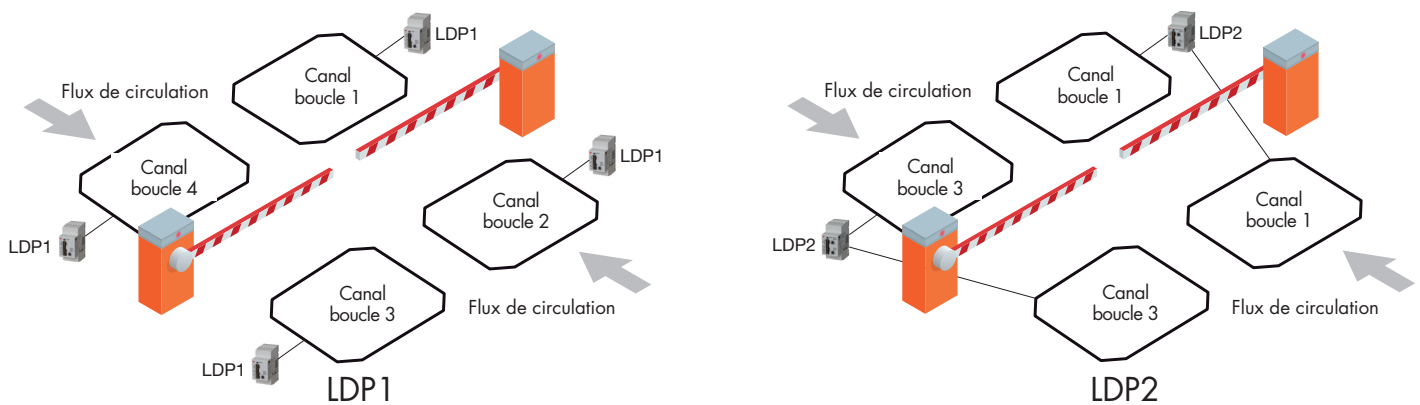 LDP1
Canal
boucle 1
Flux de circulation
LDP1
Canal
boucle 4
Canal
boucle 2
LDP1
Canal
boucle 3
Flux de circulation
LDP1
LDP1
LDP2
Canal
boucle 1
Flux de circulation
Canal
boucle 3
Canal
boucle 1
LDP2
Canal
boucle 3
Flux de circulation
LDP2